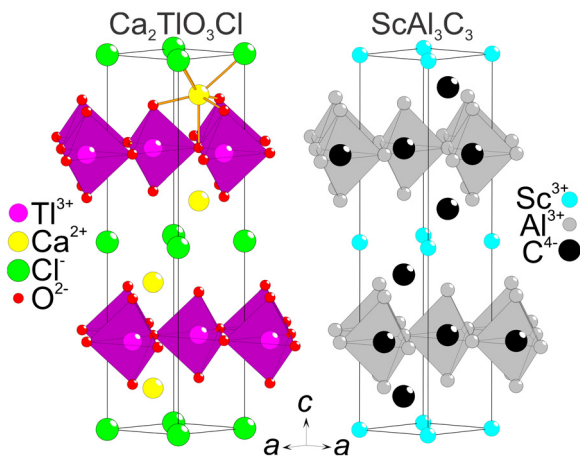 Ca₂TlO₃Cl
ScAl₃C₃
Tl³⁺
Ca²⁺
Cl⁻
O²⁻
Sc³⁺
Al³⁺
C⁴⁻
c
a
a